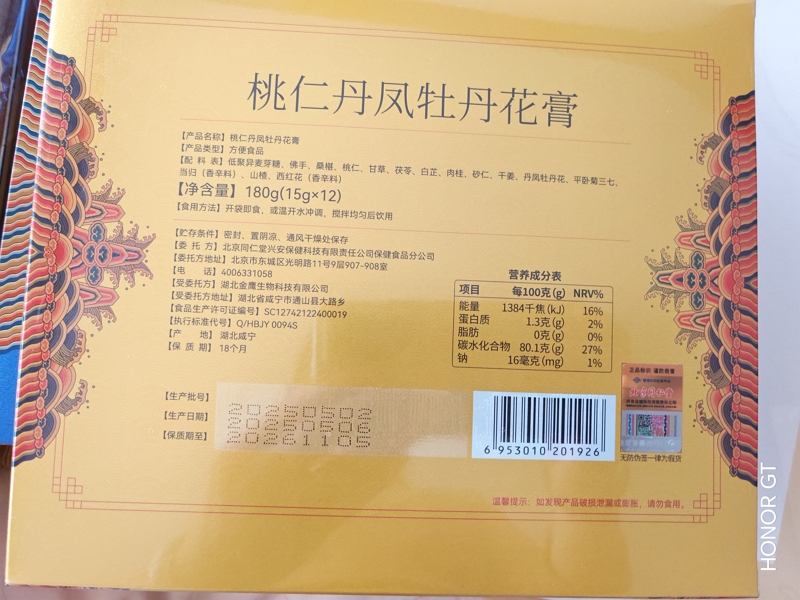 桃仁丹凤牡丹花膏
【产品名称】桃仁丹凤牡丹花膏
【产品类型】方便食品
【配 料 表】低聚异麦芽糖、佛手、桑椹、桃仁、甘草、茯苓、白芷、肉桂、砂仁、干姜、丹凤牡丹花、平卧菊三七、
当归（香辛料）、山楂、西红花（香辛料）
【净含量】180g(15g×12)
【食用方法】开袋即食，或温开水冲调，搅拌均匀后饮用
【贮存条件】密封、置阴凉、通风干燥处保存
【委 托 方】北京同仁堂兴安保健科技有限责任公司保健食品分公司
【委托方地址】北京市东城区光明路11号9层907-908室
【电 话】4006331058
【受委托方】湖北金鹰生物科技有限公司
【受委托方地址】湖北省咸宁市通山县大路乡
【食品生产许可证编号】SC12742122400019
【执行标准代号】Q/HBJY 0094S
【产 地】湖北咸宁
【保 质 期】18个月
营养成分表
项目 每100克(g) NRV%
能量 1384千焦(kJ) 16%
蛋白质 1.3克(g) 2%
脂肪 0克(g) 0%
碳水化合物 80.1克(g) 27%
钠 16毫克(mg) 1%
【生产批号】20250502
【生产日期】20250506
【保质期至】20261105
6 953010 201926
正品标识 谨防假冒
无防伪签一律为假货
温馨提示：如发现产品破损泄漏或膨胀，请勿食用。
HONOR GT